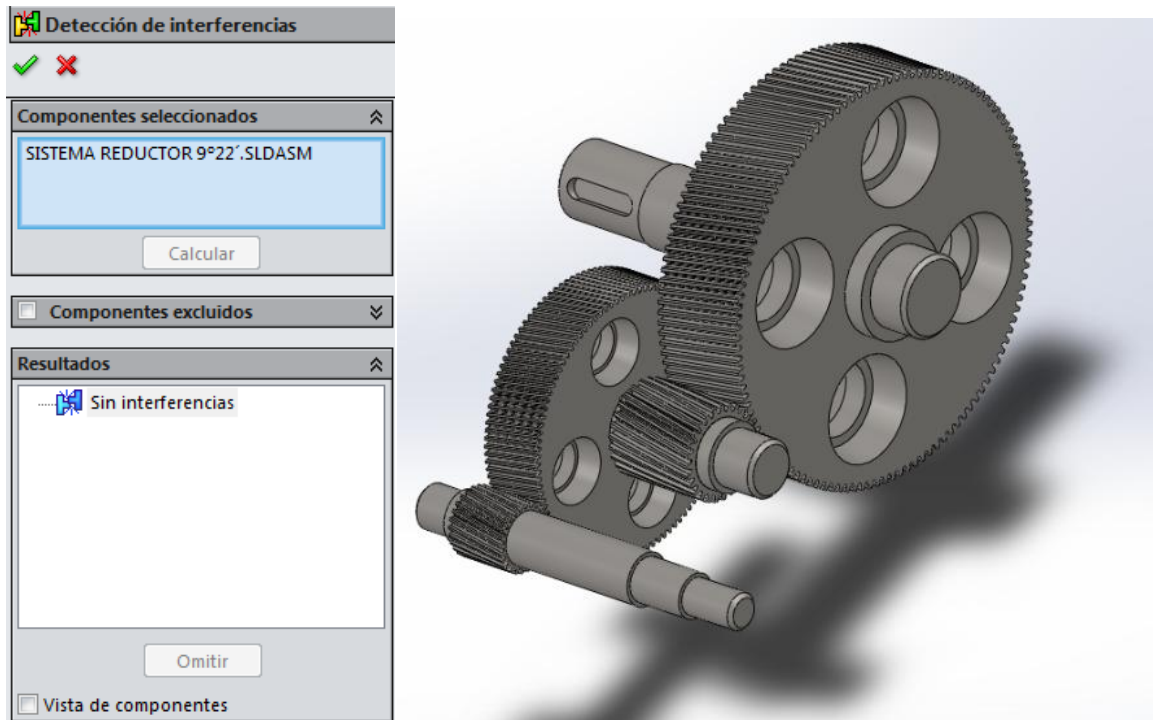 Detección de interferencias
Componentes seleccionados
SISTEMA REDUCTOR 9°22´.SLDASM
Calcular
Componentes excluidos
Resultados
Sin interferencias
Omitir
Vista de componentes